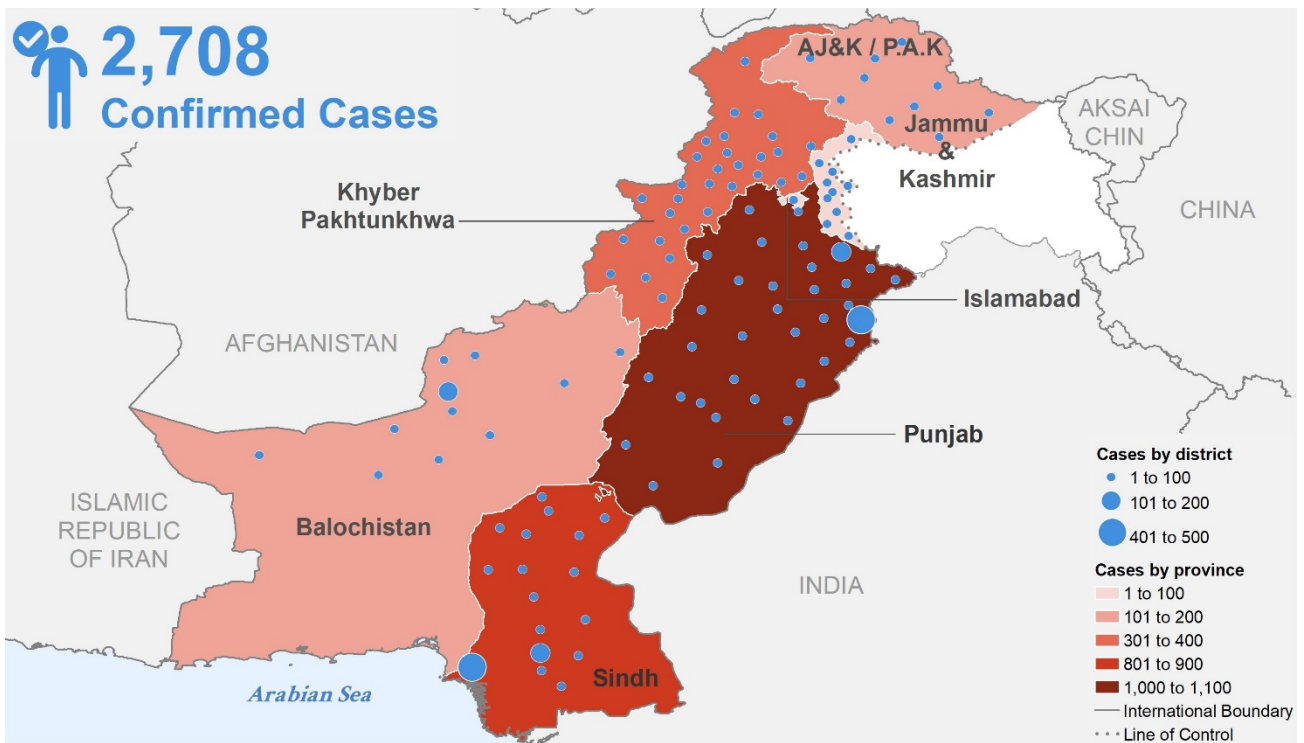 2,708
Confirmed Cases
AJ&K / P.A.K
AKSAI
CHIN
Jammu
&
Kashmir
Khyber
Pakhtunkhwa
CHINA
Islamabad
AFGHANISTAN
Punjab
ISLAMIC
REPUBLIC
OF IRAN
Balochistan
INDIA
Sindh
Arabian Sea
Cases by district
1 to 100
101 to 200
401 to 500
Cases by province
1 to 100
101 to 200
301 to 400
801 to 900
1,000 to 1,100
International Boundary
Line of Control